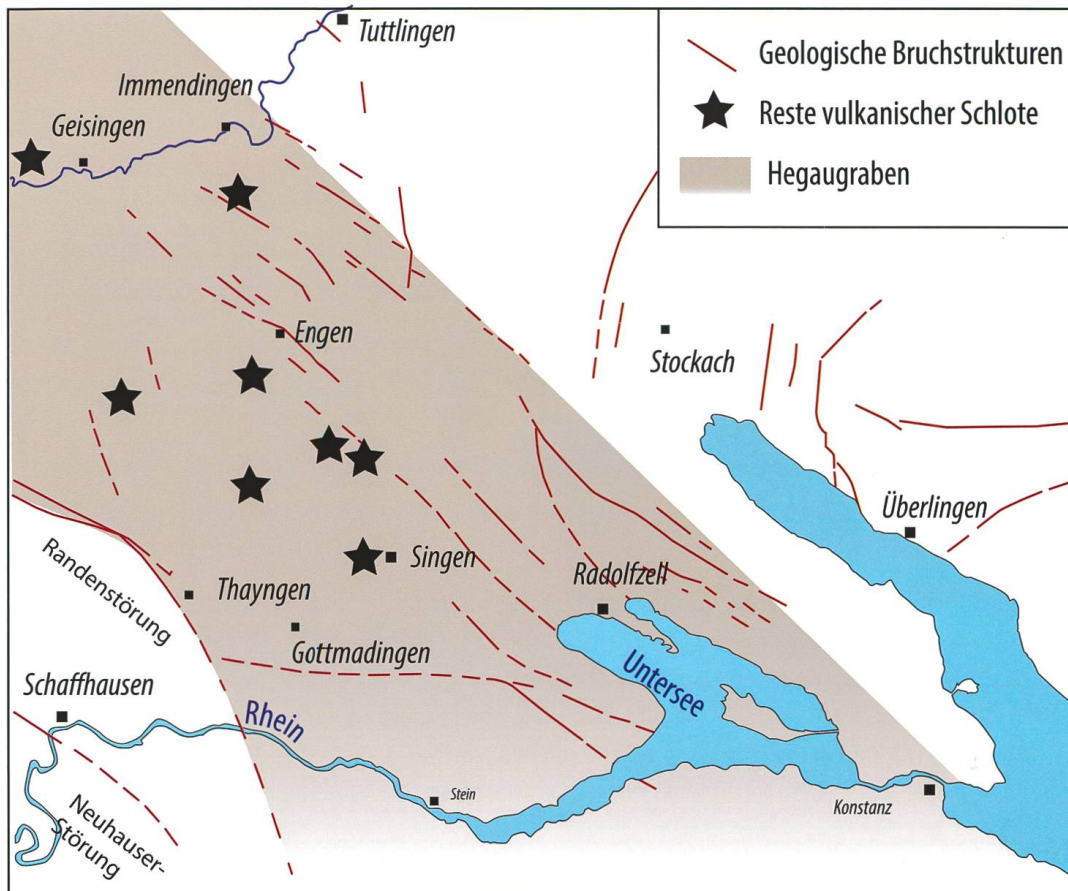 Tuttlingen
Geologische Bruchstrukturen
Reste vulkanischer Schlote
Hegaugraben
Immendingen
Geisingen
Engen
Stockach
Überlingen
Singen
Radolfzell
Randenstörung
Thayngen
Gottmadingen
Untersee
Schaffhausen
Rhein
Stein
Konstanz
Neuhauser-
Störung